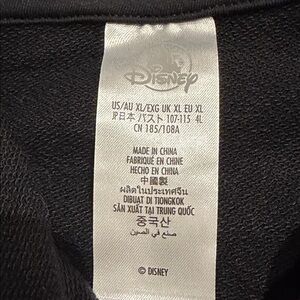 Disney
US/AU XL/EXG UK XL EU XL
JP日本 バスト 107-115 4L
CN 185/108A
MADE IN CHINA
FABRIQUÉ EN CHINE
HECHO EN CHINA
中國製
ผลิตในประเทศจีน
DIBUAT DI TIONGKOK
SẢN XUẤT TẠI TRUNG QUỐC
중국산
صنع في الصين
© DISNEY